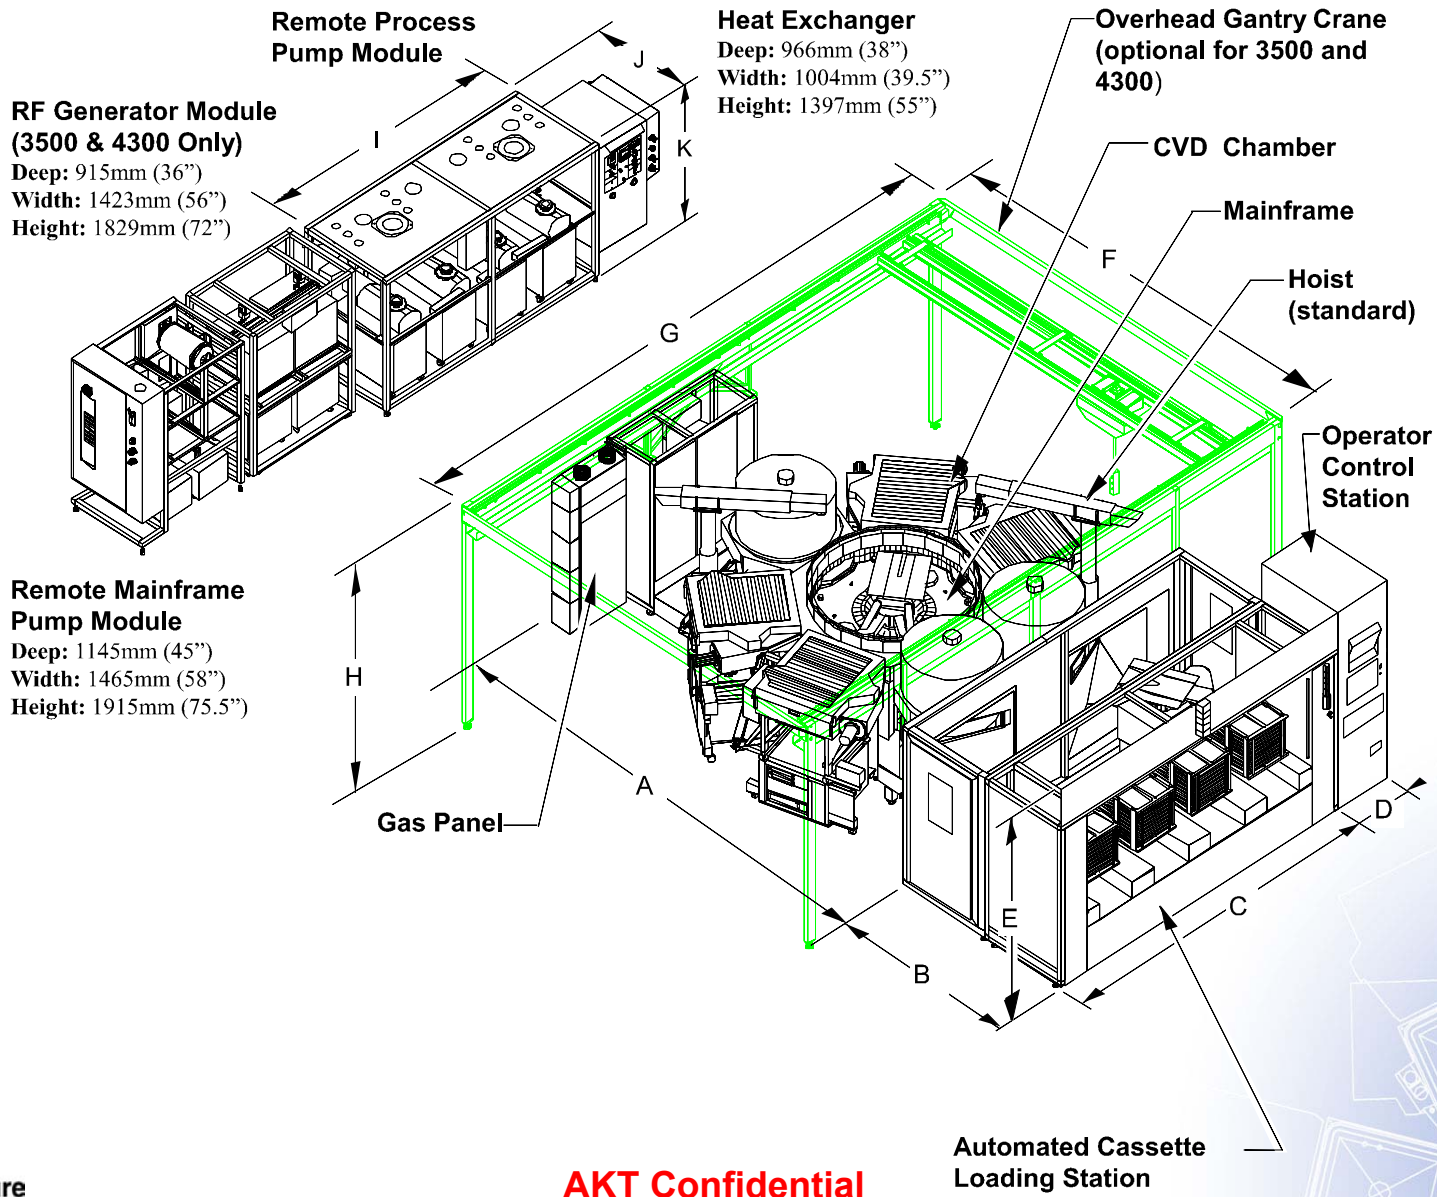 Remote Process
Pump Module
Heat Exchanger
Deep: 966mm (38”)
Width: 1004mm (39.5”)
Height: 1397mm (55”)
Overhead Gantry Crane
(optional for 3500 and
4300)
RF Generator Module
(3500 & 4300 Only)
Deep: 915mm (36”)
Width: 1423mm (56”)
Height: 1829mm (72”)
J
I
K
CVD Chamber
Mainframe
F
Hoist
(standard)
G
Operator
Control
Station
Remote Mainframe
Pump Module
Deep: 1145mm (45”)
Width: 1465mm (58”)
Height: 1915mm (75.5”)
H
A
Gas Panel
D
C
E
B
Automated Cassette
Loading Station
AKT Confidential